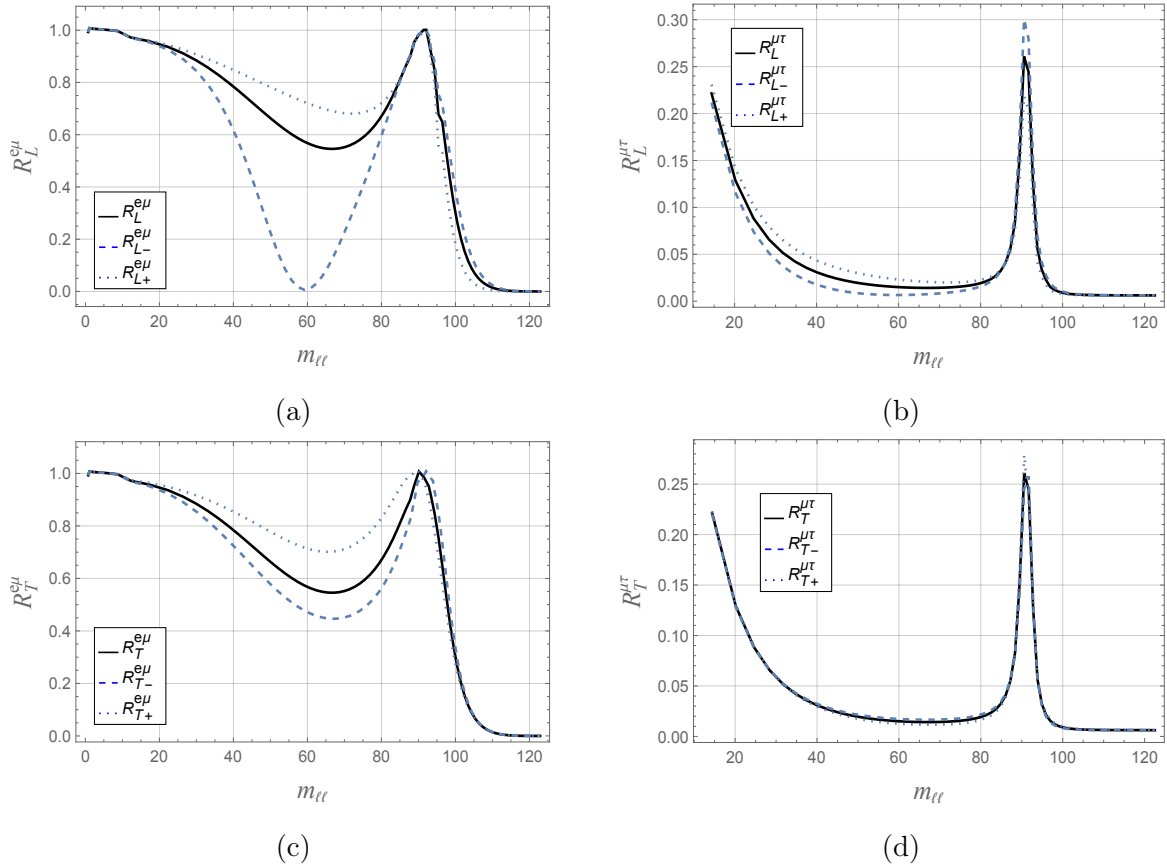 1.0
0.8
0.6
0.4
0.2
0.0
R_L^{eμ}
R_L^{eμ}
R_{L-}^{eμ}
R_{L+}^{eμ}
0 20 40 60 80 100 120
m_{ℓℓ}
(a)
0.30
0.25
0.20
0.15
0.10
0.05
0.00
R_L^{μτ}
R_L^{μτ}
R_{L-}^{μτ}
R_{L+}^{μτ}
20 40 60 80 100 120
m_{ℓℓ}
(b)
1.0
0.8
0.6
0.4
0.2
0.0
R_T^{eμ}
R_T^{eμ}
R_{T-}^{eμ}
R_{T+}^{eμ}
0 20 40 60 80 100 120
m_{ℓℓ}
(c)
0.25
0.20
0.15
0.10
0.05
0.00
R_T^{μτ}
R_T^{μτ}
R_{T-}^{μτ}
R_{T+}^{μτ}
20 40 60 80 100 120
m_{ℓℓ}
(d)